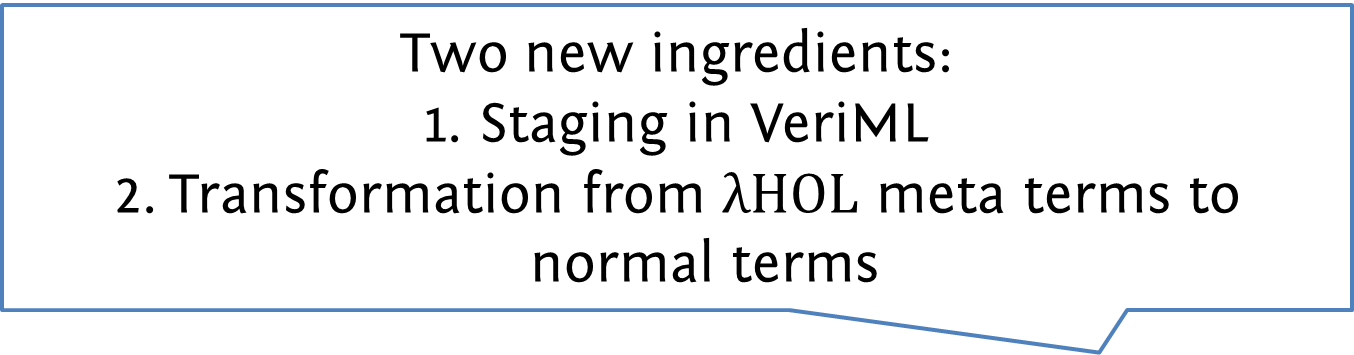 Two new ingredients:
1. Staging in VeriML
2. Transformation from λHOL meta terms to
normal terms